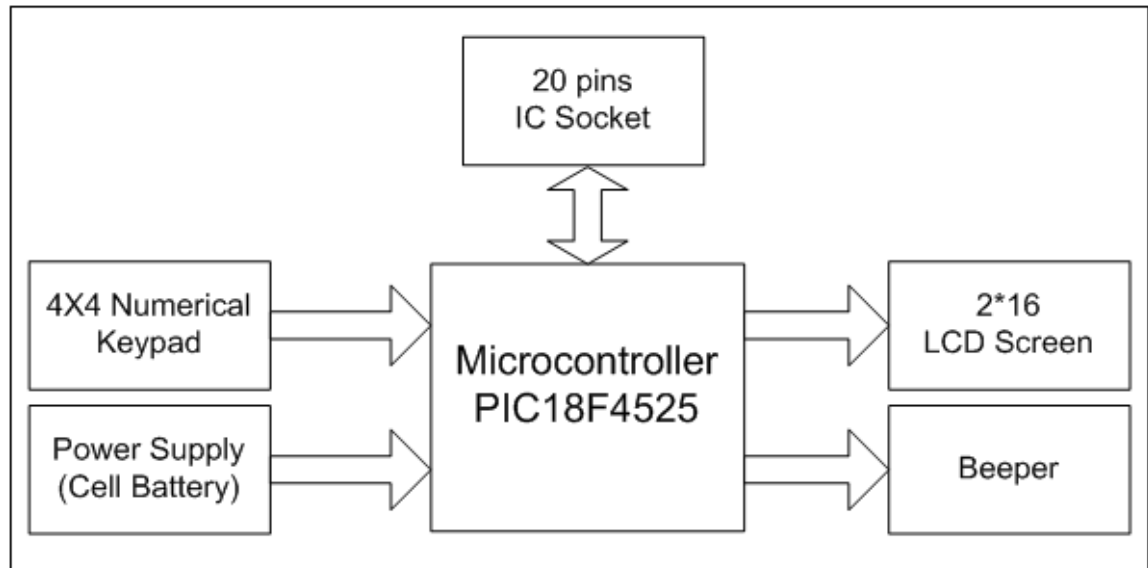 20 pins
IC Socket
4X4 Numerical
Keypad
Power Supply
(Cell Battery)
Microcontroller
PIC18F4525
2*16
LCD Screen
Beeper